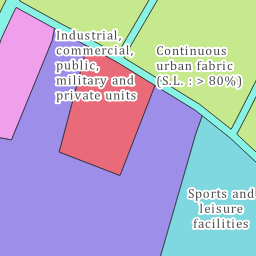 Industrial,
commercial,
public,
military and
private units
Continuous
urban fabric
(S.L. : > 80%)
Sports and
leisure
facilities